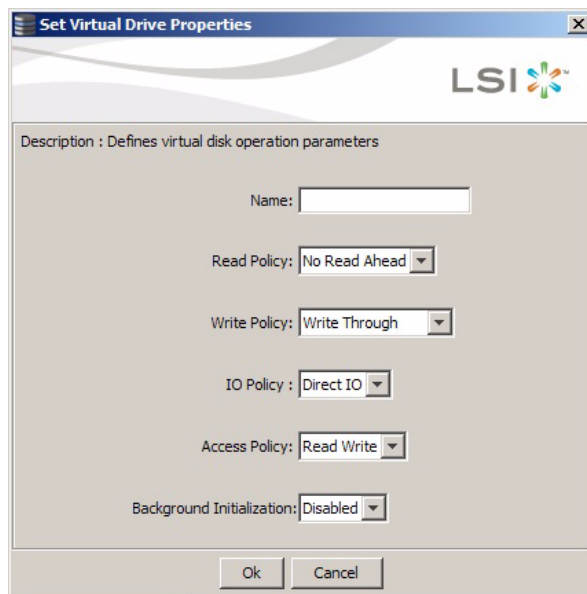 Set Virtual Drive Properties
LSI™
Description : Defines virtual disk operation parameters
Name:
Read Policy: No Read Ahead
Write Policy: Write Through
IO Policy : Direct IO
Access Policy: Read Write
Background Initialization: Disabled
Ok Cancel